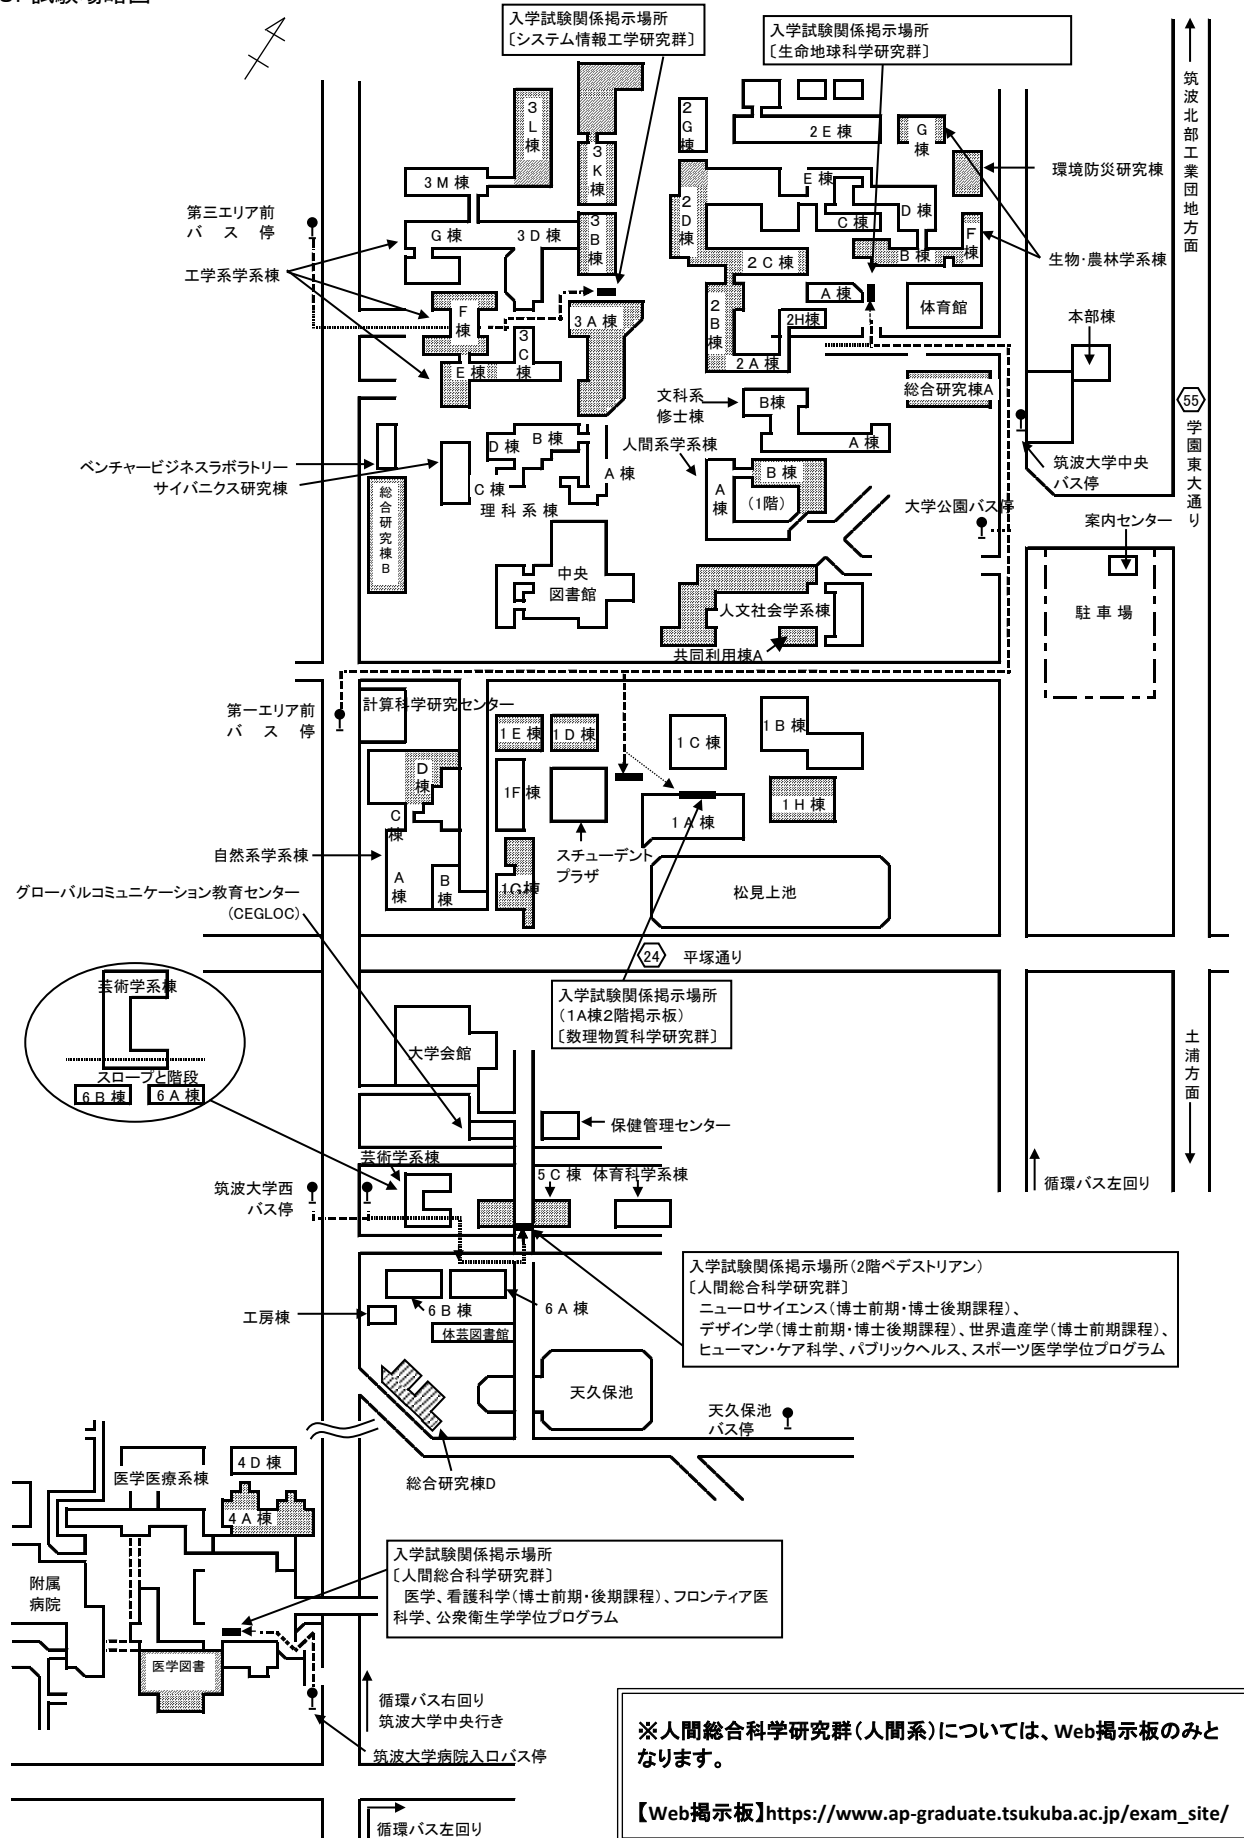 入学試験関係掲示場所
〔システム情報工学研究群〕
入学試験関係掲示場所
〔生命地球科学研究群〕
筑波北部工業団地方面
3L棟
3K棟
2G棟
2E棟
G棟
環境防災研究棟
3M棟
E棟
第三エリア前
バス停
2D棟
C棟
D棟
F棟
G棟
3D棟
3B棟
B棟
生物・農林学系棟
工学系学系棟
2C棟
A棟
体育館
F棟
3A棟
2B棟
2H棟
本部棟
3C棟
E棟
2A棟
総合研究棟A
55
文科系
修士棟
B棟
学園東大通り
D棟
B棟
人間系学系棟
A棟
ベンチャービジネスラボラトリー
サイバニクス研究棟
A棟
B棟
筑波大学中央
バス停
C棟
A棟
(1階)
理科系棟
大学公園バス停
案内センター
総合研究棟B
中央
図書館
人文社会学系棟
駐車場
共同利用棟A
計算科学研究センター
第一エリア前
バス停
1E棟
1D棟
1C棟
1B棟
D棟
1F棟
1H棟
C棟
1A棟
自然系学系棟
スチューデント
プラザ
A棟
B棟
1G棟
松見上池
グローバルコミュニケーション教育センター
(CEGLOC)
24
平塚通り
芸術学系棟
入学試験関係掲示場所
(1A棟2階掲示板)
〔数理物質科学研究群〕
土浦方面
大学会館
スロープと階段
6B棟
6A棟
保健管理センター
芸術学系棟
5C棟
体育科学系棟
循環バス左回り
筑波大学西
バス停
入学試験関係掲示場所(2階ペデストリアン)
〔人間総合科学研究群〕
ニューロサイエンス(博士前期・博士後期課程)、
デザイン学(博士前期・博士後期課程)、世界遺産学(博士前期課程)、
ヒューマン・ケア科学、パブリックヘルス、スポーツ医学学位プログラム
工房棟
6B棟
6A棟
体芸図書館
天久保池
天久保池
バス停
4D棟
医学医療系棟
総合研究棟D
4A棟
入学試験関係掲示場所
〔人間総合科学研究群〕
医学、看護科学(博士前期・後期課程)、フロンティア医
科学、公衆衛生学学位プログラム
附属
病院
医学図書
循環バス右回り
筑波大学中央行き
筑波大学病院入口バス停
循環バス左回り
※人間総合科学研究群(人間系)については、Web掲示板のみと
なります。
【Web掲示板】https://www.ap-graduate.tsukuba.ac.jp/exam_site/